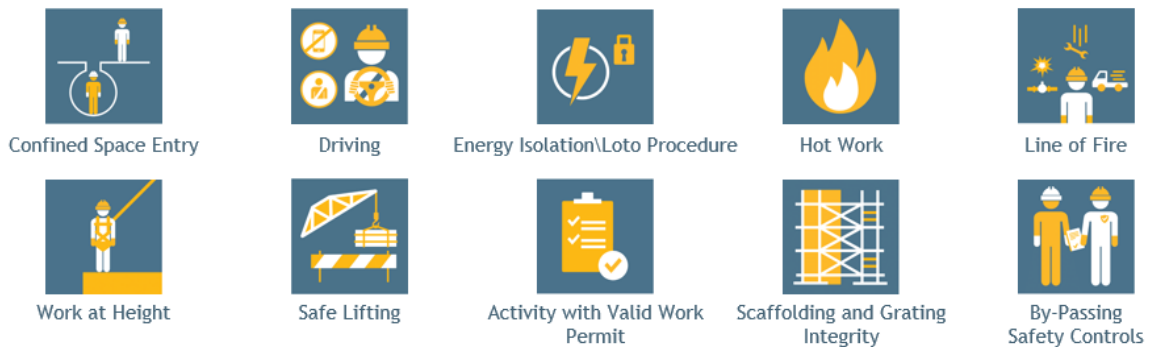 Confined Space Entry
Driving
Energy Isolation\Loto Procedure
Hot Work
Line of Fire
Work at Height
Safe Lifting
Activity with Valid Work
Permit
Scaffolding and Grating
Integrity
By-Passing
Safety Controls